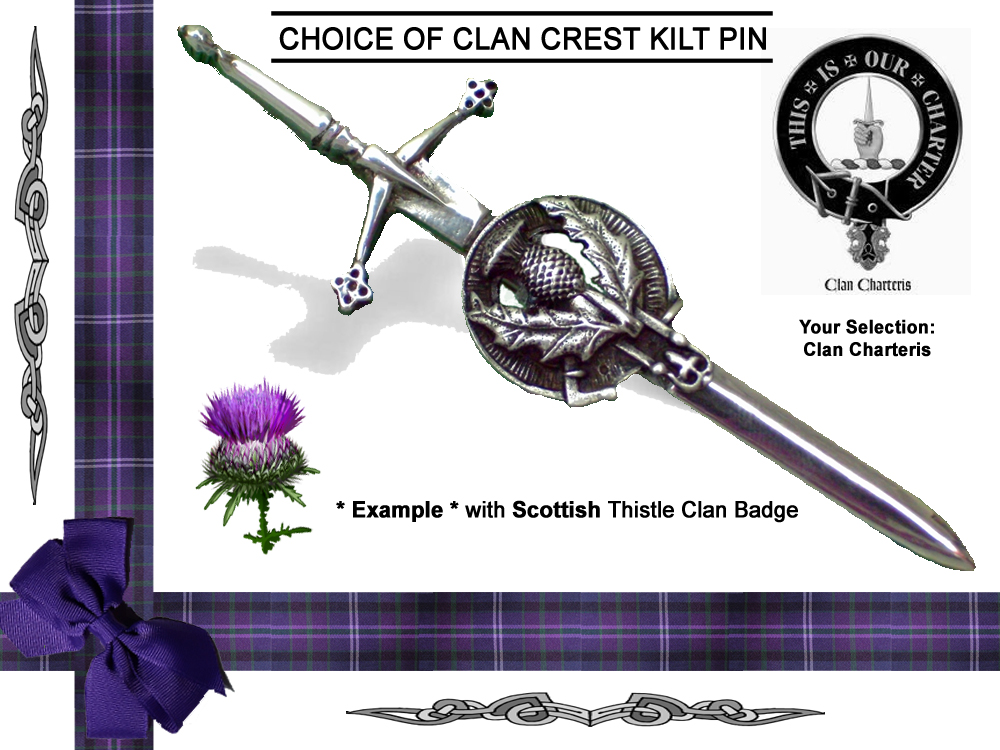 CHOICE OF CLAN CREST KILT PIN
THIS IS OUR CHARTER
Clan Charteris
Your Selection:
Clan Charteris
* Example * with Scottish Thistle Clan Badge